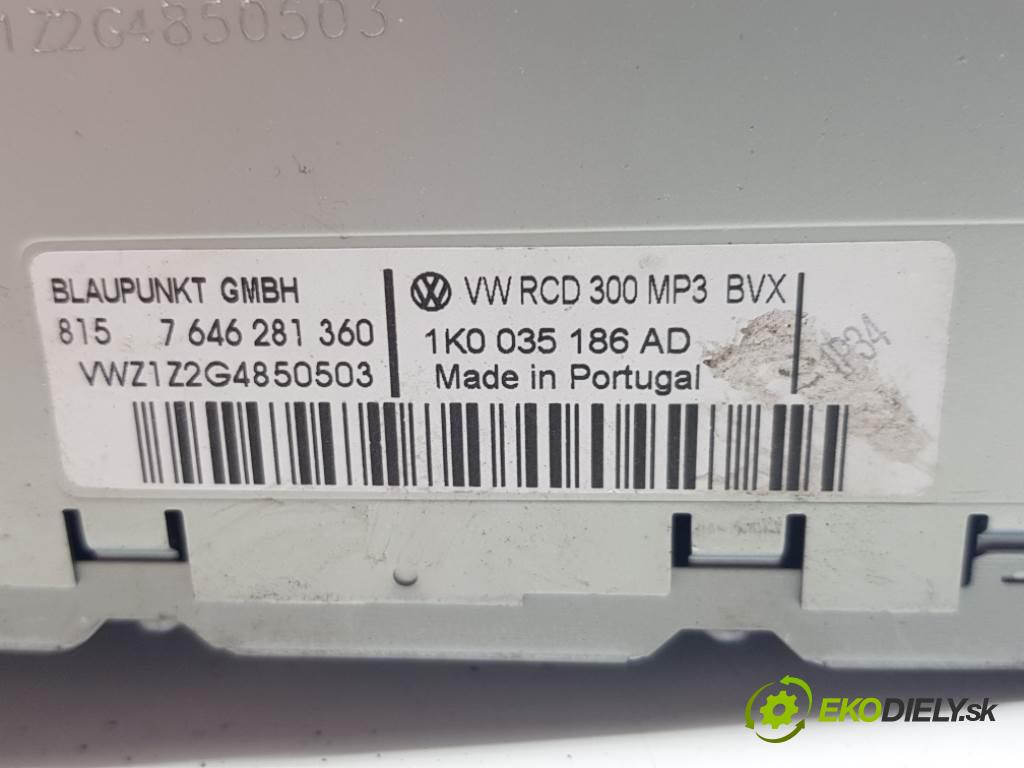 1Z2G4850503
BLAUPUNKT GMBH
815 7 646 281 360
VWZ1Z2G4850503
VW RCD 300 MP3 BVX
1K0 035 186 AD
Made in Portugal
EKODIELY.sk